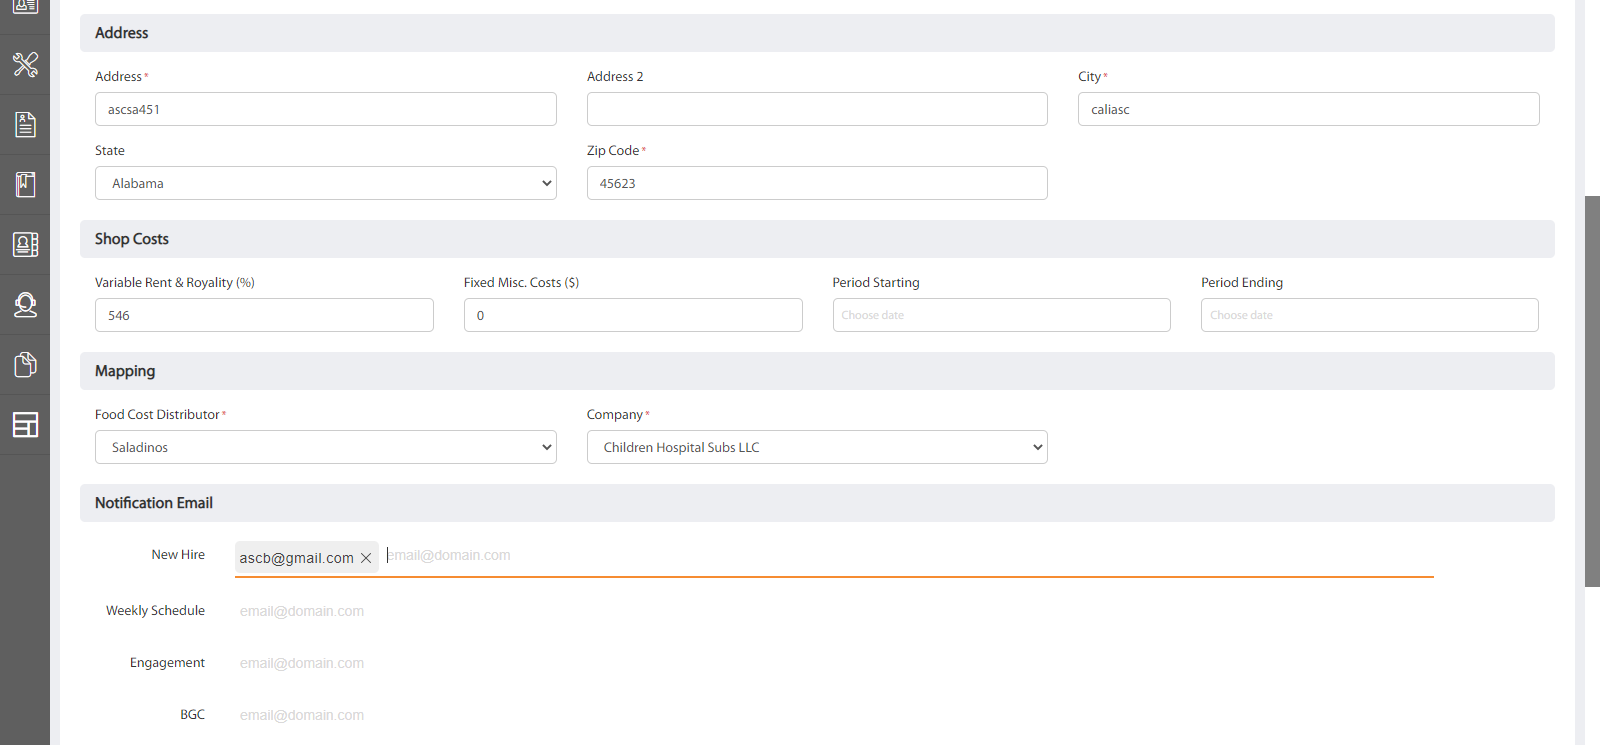 Address
Address* Address 2 City*
ascsa451 caliasc
State Zip Code*
Alabama 45623
Shop Costs
Variable Rent & Royality (%) Fixed Misc. Costs ($) Period Starting Period Ending
546 0 Choose date Choose date
Mapping
Food Cost Distributor* Company*
Saladinos Children Hospital Subs LLC
Notification Email
New Hire ascb@gmail.com email@domain.com
Weekly Schedule email@domain.com
Engagement email@domain.com
BGC email@domain.com